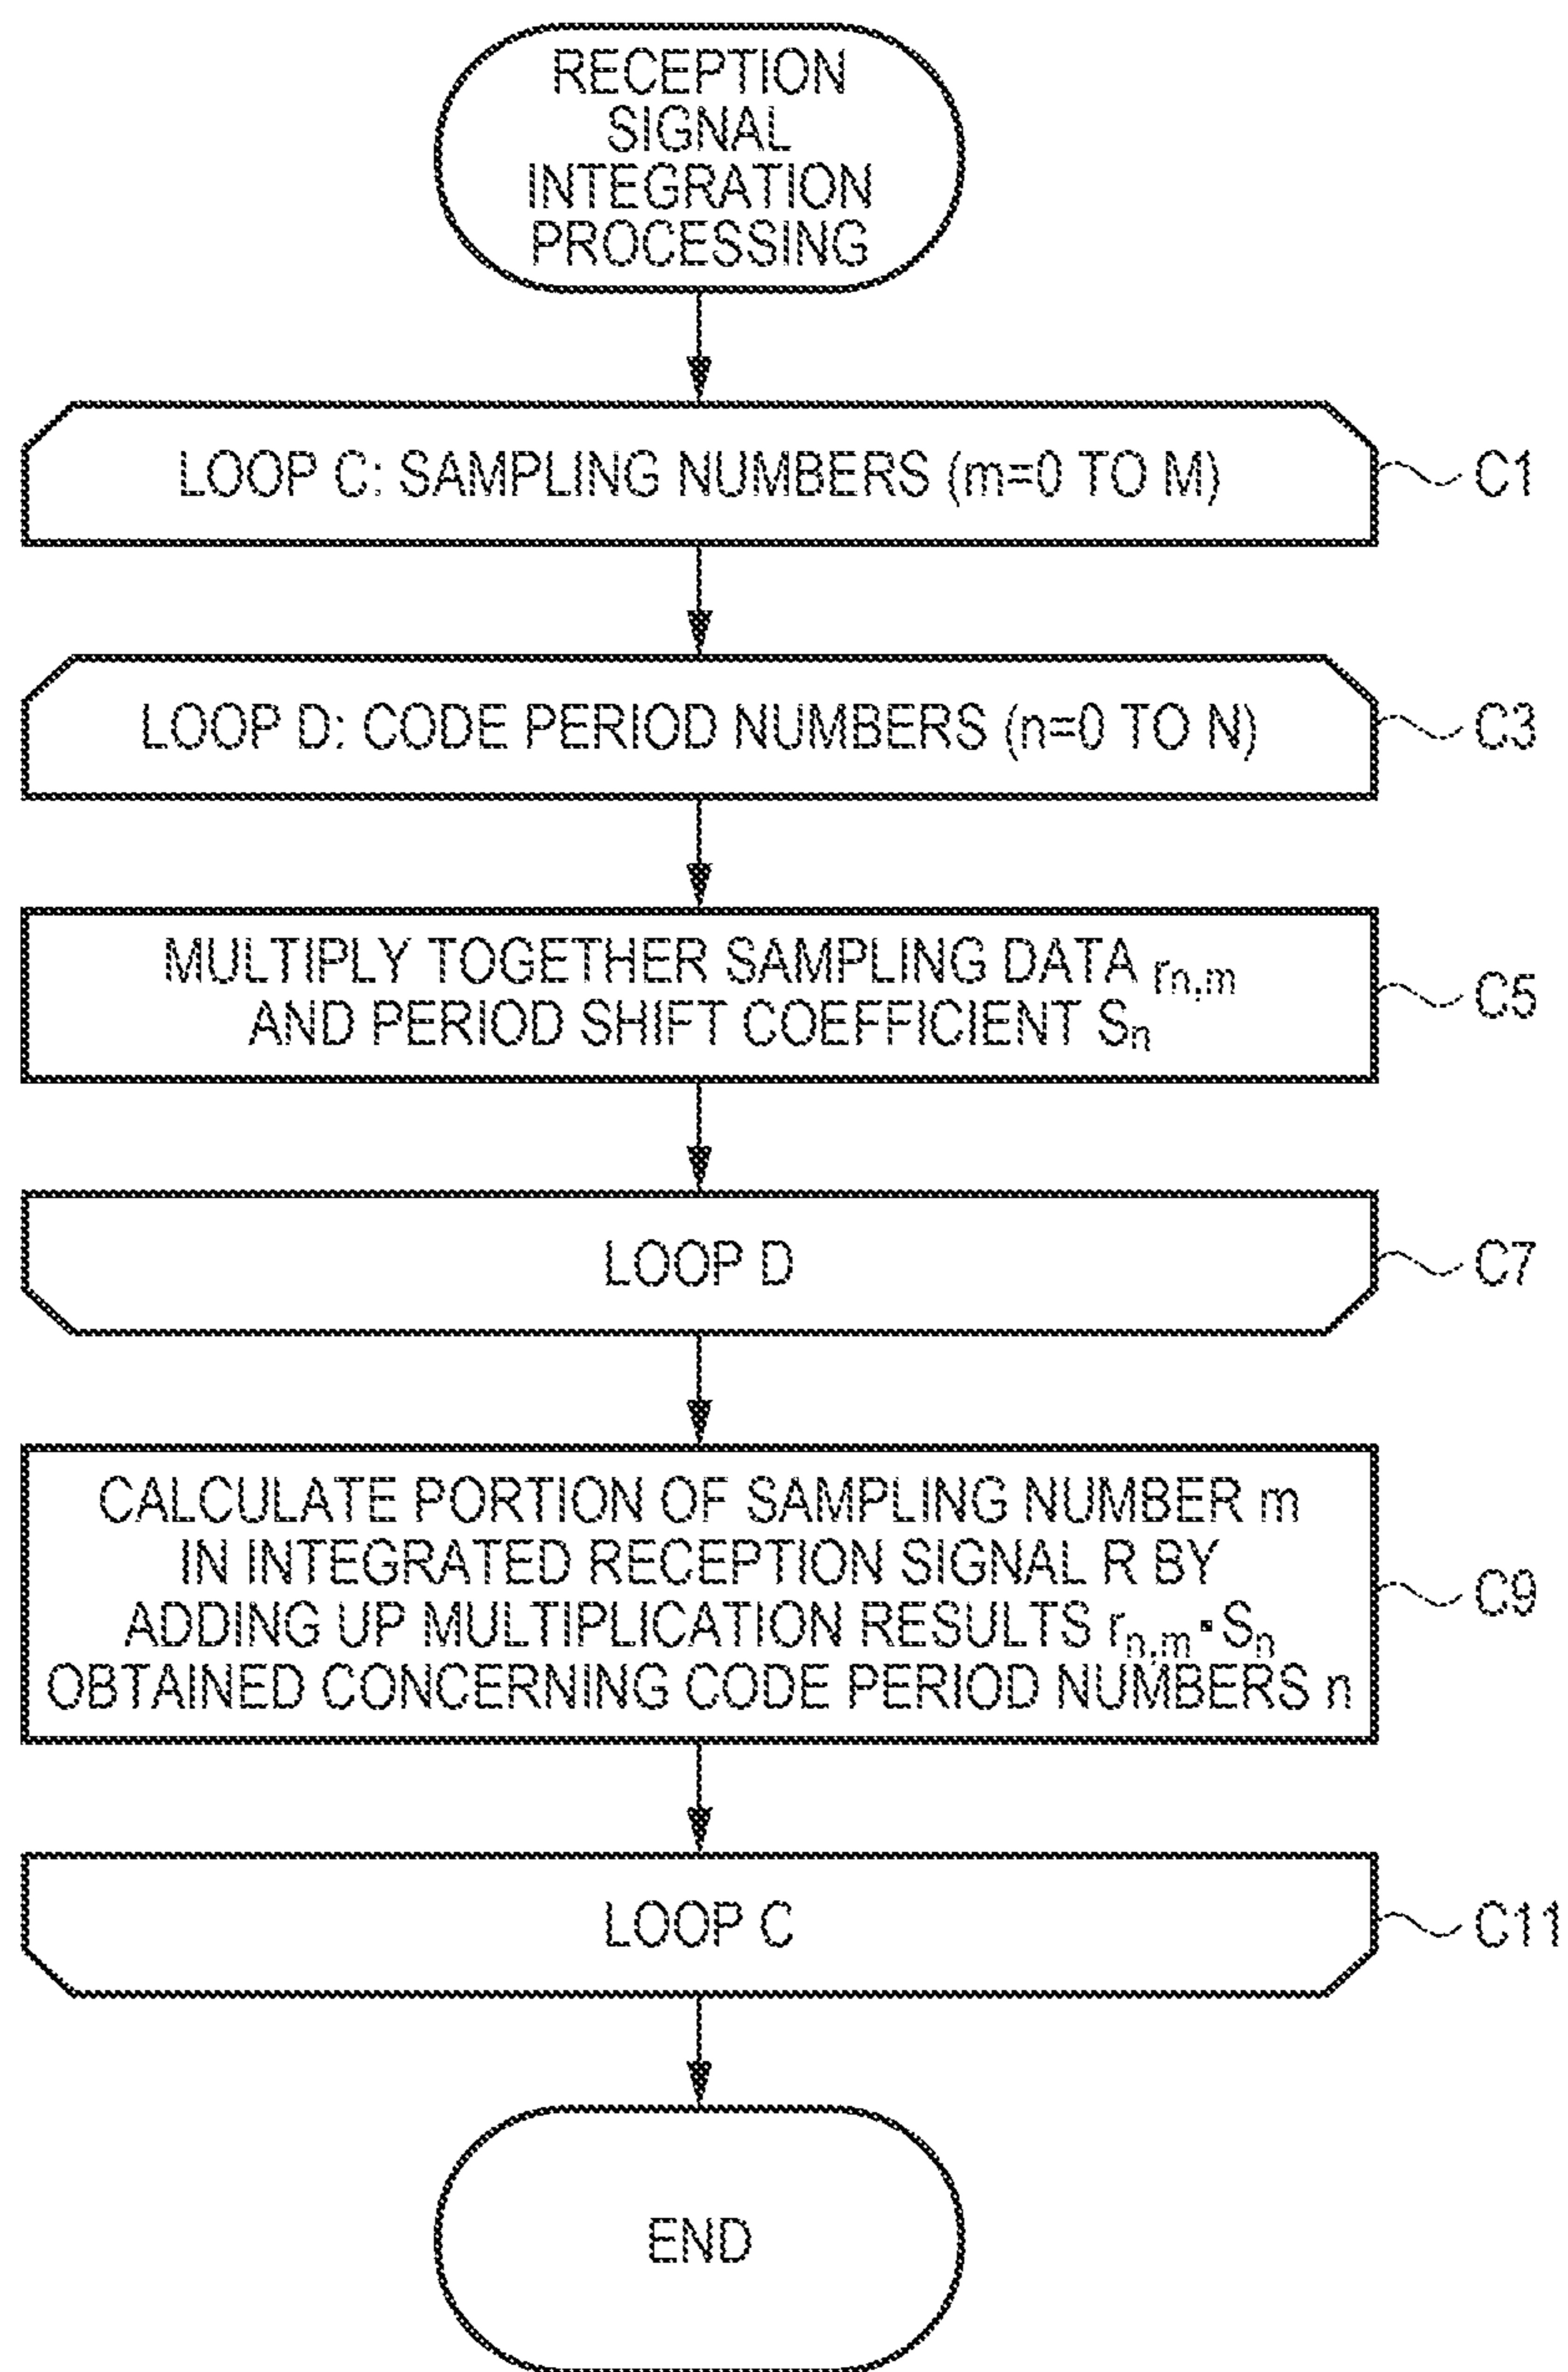 RECEPTION
SIGNAL
INTEGRATION
PROCESSING
LOOP C: SAMPLING NUMBERS (m=0 TO M)
C1
LOOP D: CODE PERIOD NUMBERS (n=0 TO N)
C3
MULTIPLY TOGETHER SAMPLING DATA rn,m
AND PERIOD SHIFT COEFFICIENT Sn
C5
LOOP D
C7
CALCULATE PORTION OF SAMPLING NUMBER m
IN INTEGRATED RECEPTION SIGNAL R BY
ADDING UP MULTIPLICATION RESULTS rn,m·Sn
OBTAINED CONCERNING CODE PERIOD NUMBERS n
C9
LOOP C
C11
END